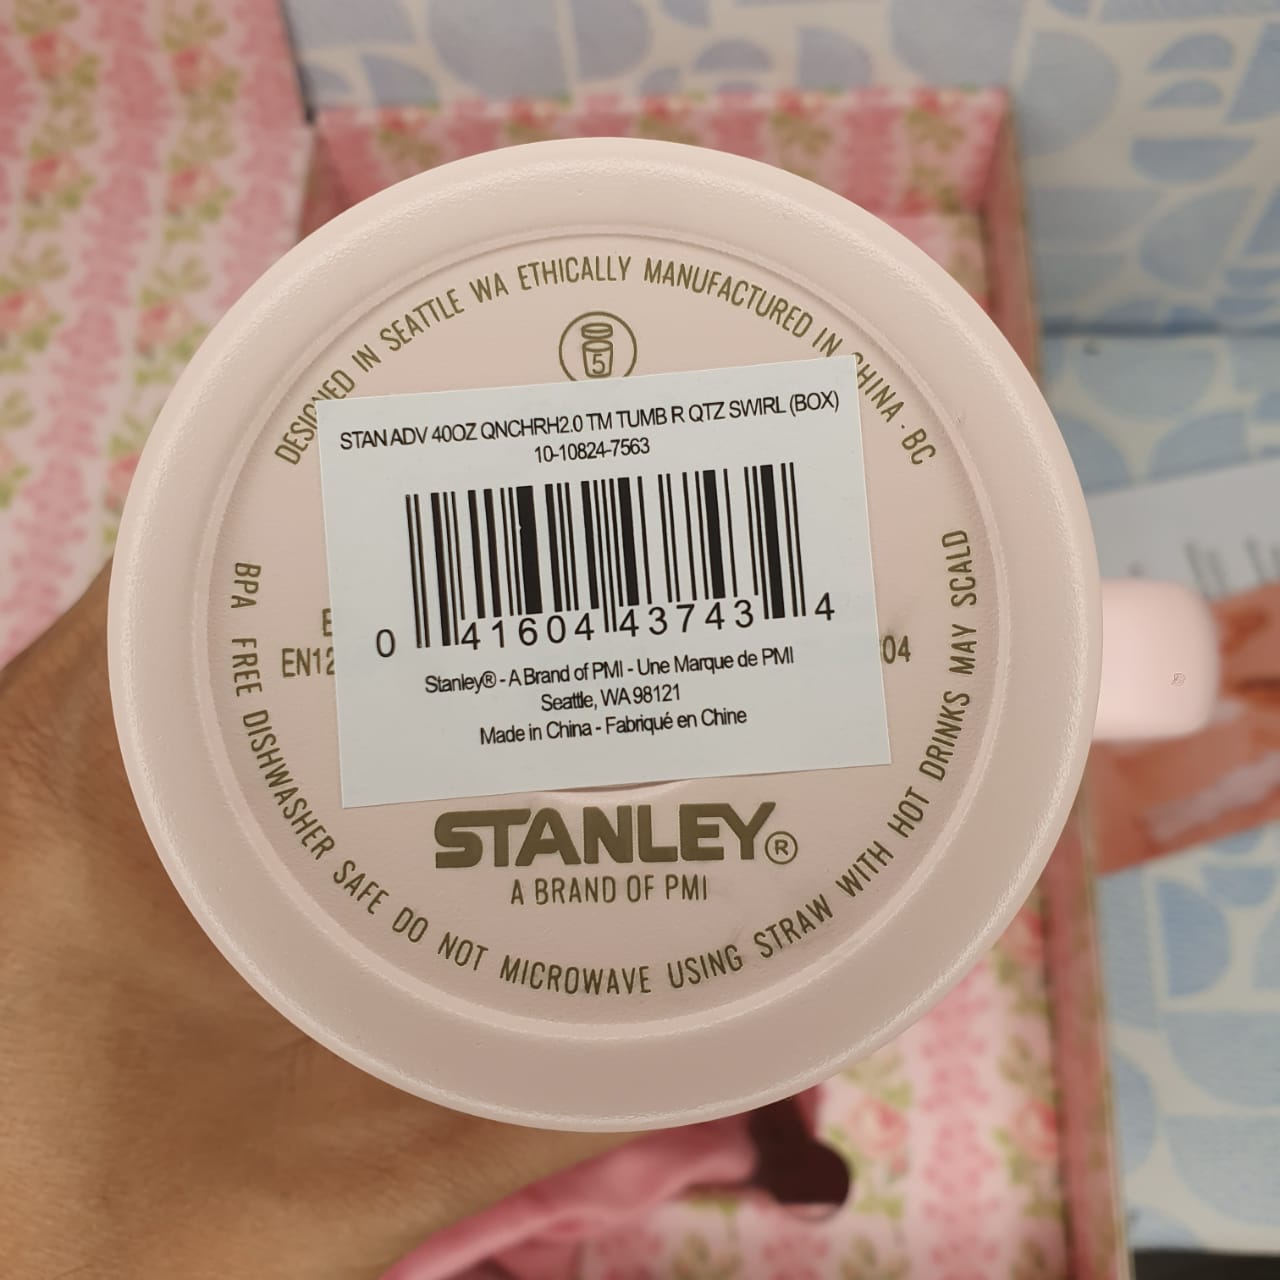 DESIGNED IN SEATTLE WA ETHICALLY MANUFACTURED IN CHINA · BC
5
STAN ADV 40OZ QNCHRH2.0 TM TUMB R QTZ SWIRL (BOX)
10-10824-7563
0 41604 43743 4
Stanley® - A Brand of PMI - Une Marque de PMI
Seattle, WA 98121
Made in China - Fabriqué en Chine
STANLEY®
A BRAND OF PMI
BPA FREE DISHWASHER SAFE DO NOT MICROWAVE USING STRAW WITH HOT DRINKS MAY SCALD